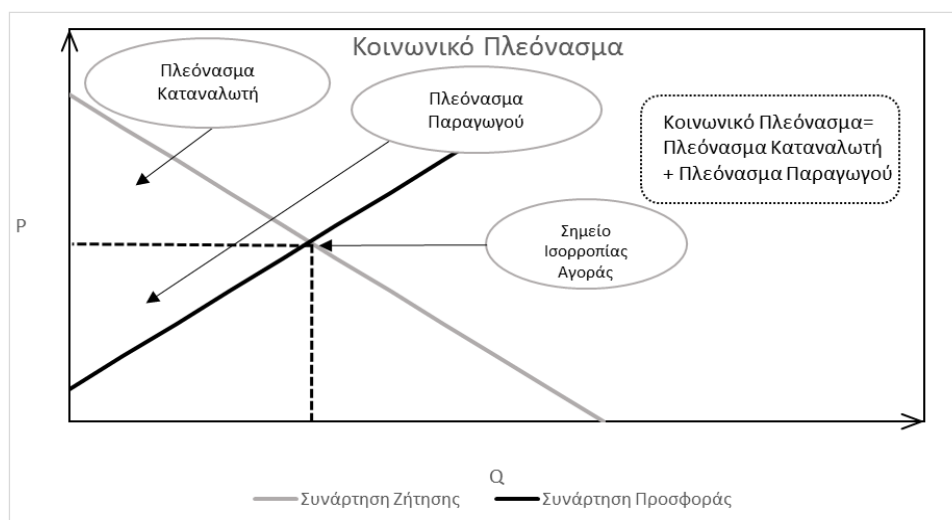 Κοινωνικό Πλεόνασμα
Πλεόνασμα
Καταναλωτή
Πλεόνασμα
Παραγωγού
Κοινωνικό Πλεόνασμα=
Πλεόνασμα Καταναλωτή
+ Πλεόνασμα Παραγωγού
P
Σημείο
Ισορροπίας
Αγοράς
Q
Συνάρτηση Ζήτησης
Συνάρτηση Προσφοράς